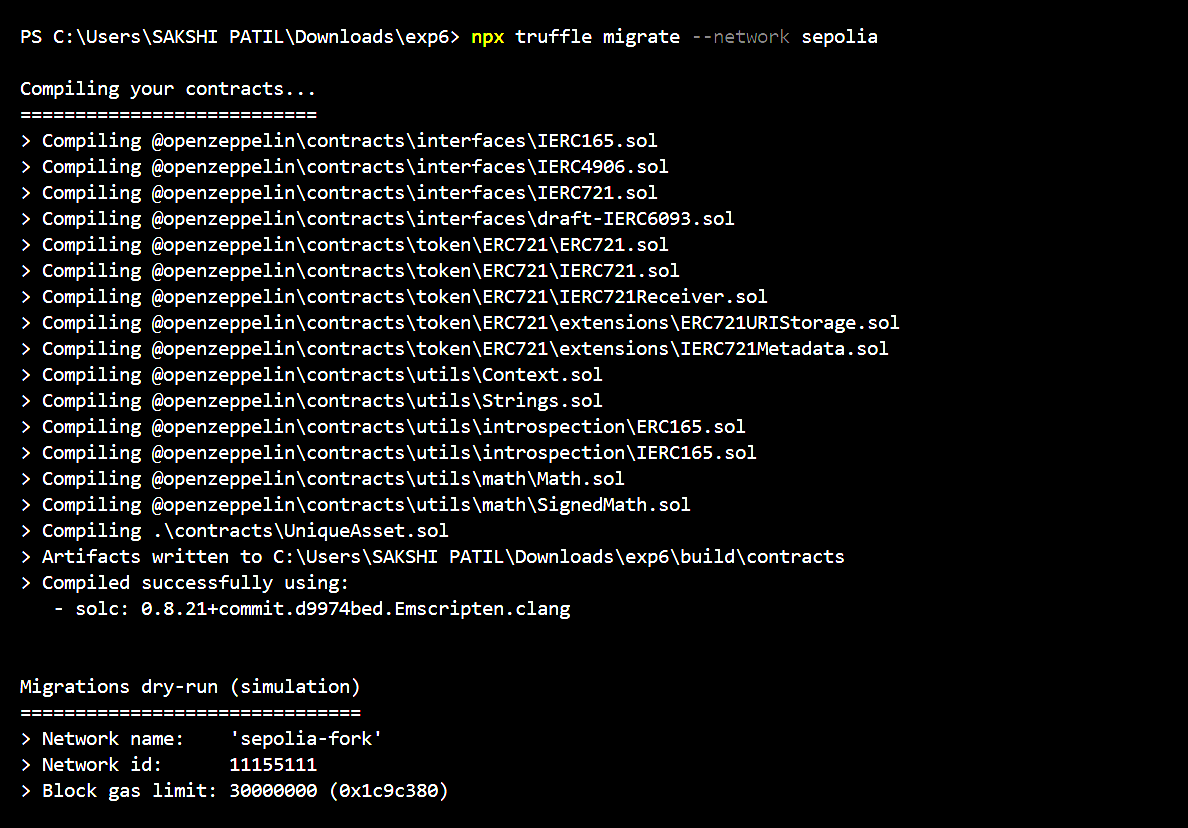 PS C:\Users\SAKSHI PATIL\Downloads\exp6> npx truffle migrate --network sepolia
Compiling your contracts...
===========================
> Compiling @openzeppelin\contracts\interfaces\IERC165.sol
> Compiling @openzeppelin\contracts\interfaces\IERC4906.sol
> Compiling @openzeppelin\contracts\interfaces\IERC721.sol
> Compiling @openzeppelin\contracts\interfaces\draft-IERC6093.sol
> Compiling @openzeppelin\contracts\token\ERC721\ERC721.sol
> Compiling @openzeppelin\contracts\token\ERC721\IERC721.sol
> Compiling @openzeppelin\contracts\token\ERC721\IERC721Receiver.sol
> Compiling @openzeppelin\contracts\token\ERC721\extensions\ERC721URIStorage.sol
> Compiling @openzeppelin\contracts\token\ERC721\extensions\IERC721Metadata.sol
> Compiling @openzeppelin\contracts\utils\Context.sol
> Compiling @openzeppelin\contracts\utils\Strings.sol
> Compiling @openzeppelin\contracts\utils\introspection\ERC165.sol
> Compiling @openzeppelin\contracts\utils\introspection\IERC165.sol
> Compiling @openzeppelin\contracts\utils\math\Math.sol
> Compiling @openzeppelin\contracts\utils\math\SignedMath.sol
> Compiling .\contracts\UniqueAsset.sol
> Artifacts written to C:\Users\SAKSHI PATIL\Downloads\exp6\build\contracts
> Compiled successfully using:
   - solc: 0.8.21+commit.d9974bed.Emscripten.clang
Migrations dry-run (simulation)
===============================
> Network name:    'sepolia-fork'
> Network id:      11155111
> Block gas limit: 30000000 (0x1c9c380)